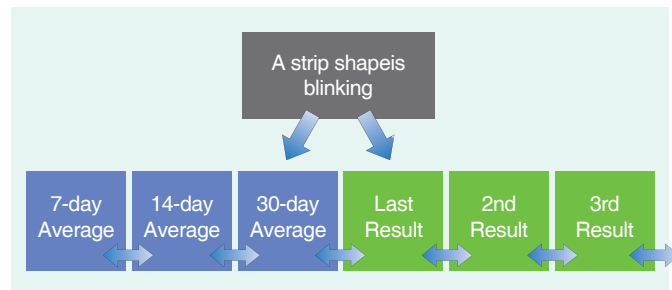 A strip shapeis
blinking
7-day
Average
14-day
Average
30-day
Average
Last
Result
2nd
Result
3rd
Result